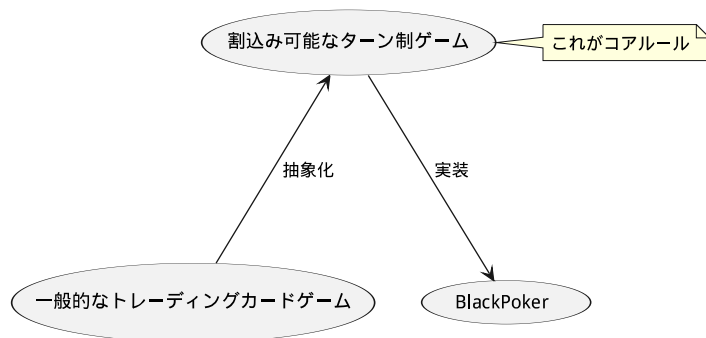 割込み可能なターン制ゲーム
これがコアルール
抽象化
実装
一般的なトレーディングカードゲーム
BlackPoker